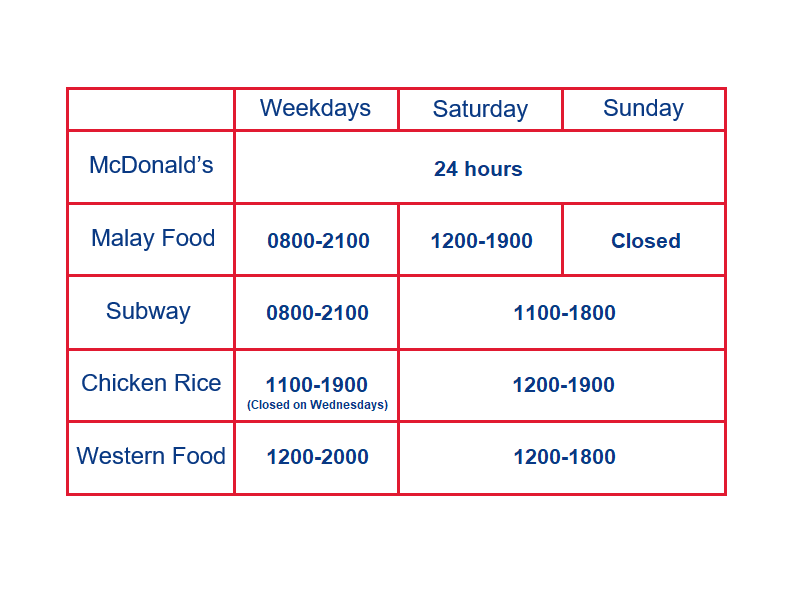 Weekdays Saturday Sunday
McDonald’s 24 hours
Malay Food 0800-2100 1200-1900 Closed
Subway 0800-2100 1100-1800
Chicken Rice 1100-1900 1200-1900
(Closed on Wednesdays)
Western Food 1200-2000 1200-1800